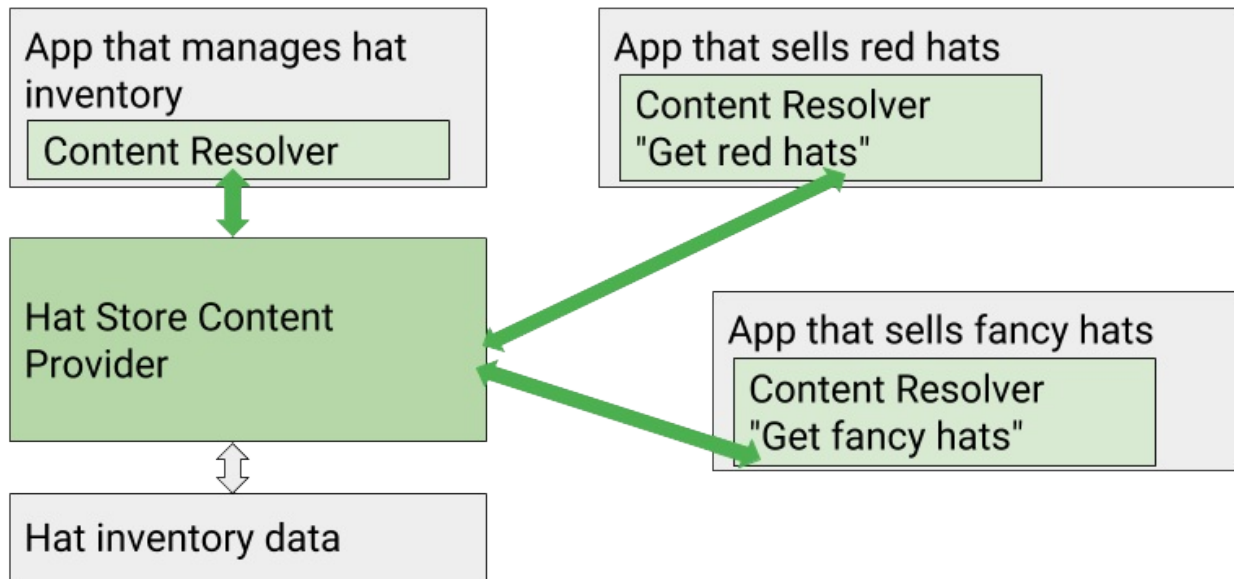 App that manages hat
inventory
Content Resolver
App that sells red hats
Content Resolver
"Get red hats"
Hat Store Content
Provider
App that sells fancy hats
Content Resolver
"Get fancy hats"
Hat inventory data